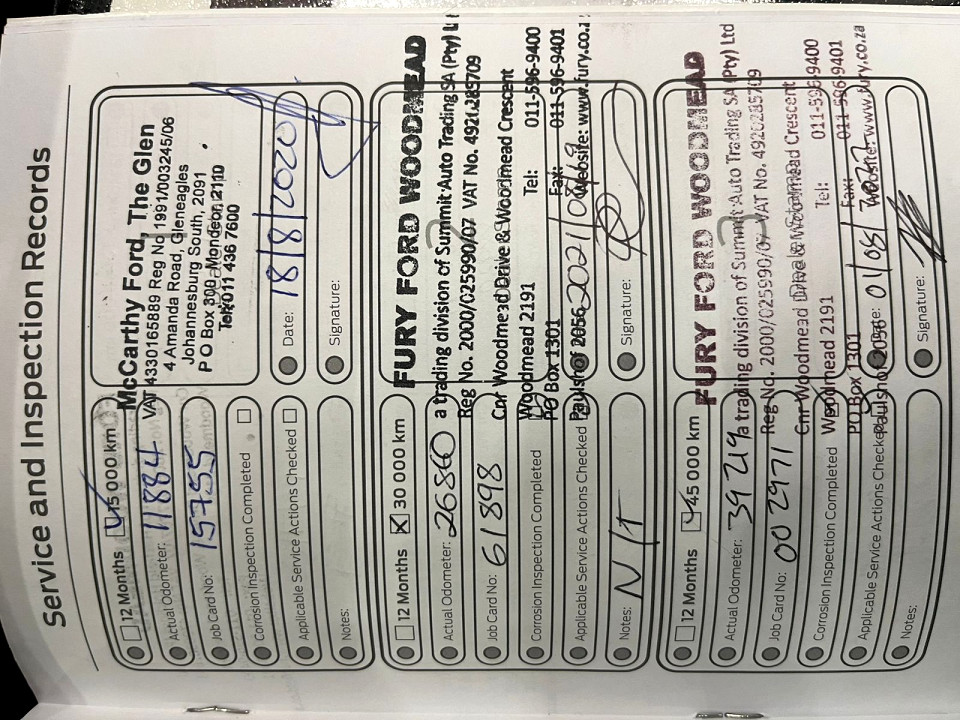 Service and Inspection Records
12 Months
15 000 km
Actual Odometer: 11884
Job Card No: 15755
Corrosion Inspection Completed
Applicable Service Actions Checked
Notes:
McCarthy Ford, The Glen
VAT 4330165889 Reg No 1991/003245/06
4 Amanda Road, Gleneagles
Johannesburg South, 2091
P O Box 300 Mondeor 2110
Tel: 011 436 7600
Date: 18/8/2020
Signature:
12 Months
30 000 km
Actual Odometer: 26860
Job Card No: 61898
Corrosion Inspection Completed
Applicable Service Actions Checked
Notes:
FURY FORD WOODMEAD
a trading division of Summit Auto Trading SA (Pty) Lt
Reg No. 2000/025990/07 VAT No. 4920285709
Cnr Woodmead Drive & Woodmead Crescent
Woodmead 2191 Tel: 011-596-9400
PO Box 1301 Fax: 011-596-9401
Paulshof 2056 Website: www.fury.co.z
2021/08/19
Signature:
12 Months
45 000 km
Actual Odometer: 39219
Job Card No: 002971
Corrosion Inspection Completed
Applicable Service Actions Checked
Notes:
FURY FORD WOODMEAD
a trading division of Summit Auto Trading SA (Pty) Ltd
Reg No. 2000/025990/07 VAT No. 4920285709
Cnr Woodmead Drive & Woodmead Crescent
Woodmead 2191 Tel: 011-596-9400
PO Box 1301 Fax: 011-596-9401
Paulshof 2056 Website: www.fury.co.za
Date: 01/08/2022
Signature: